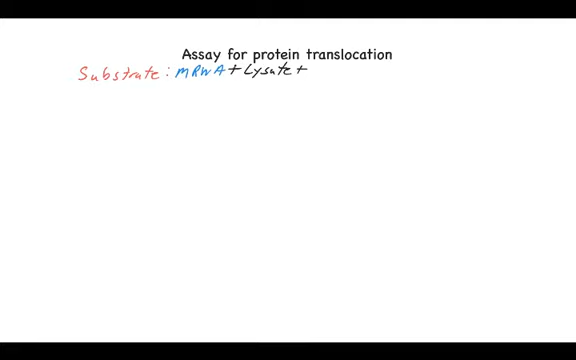 Assay for protein translocation
Substrate: mRNA + Lysate +